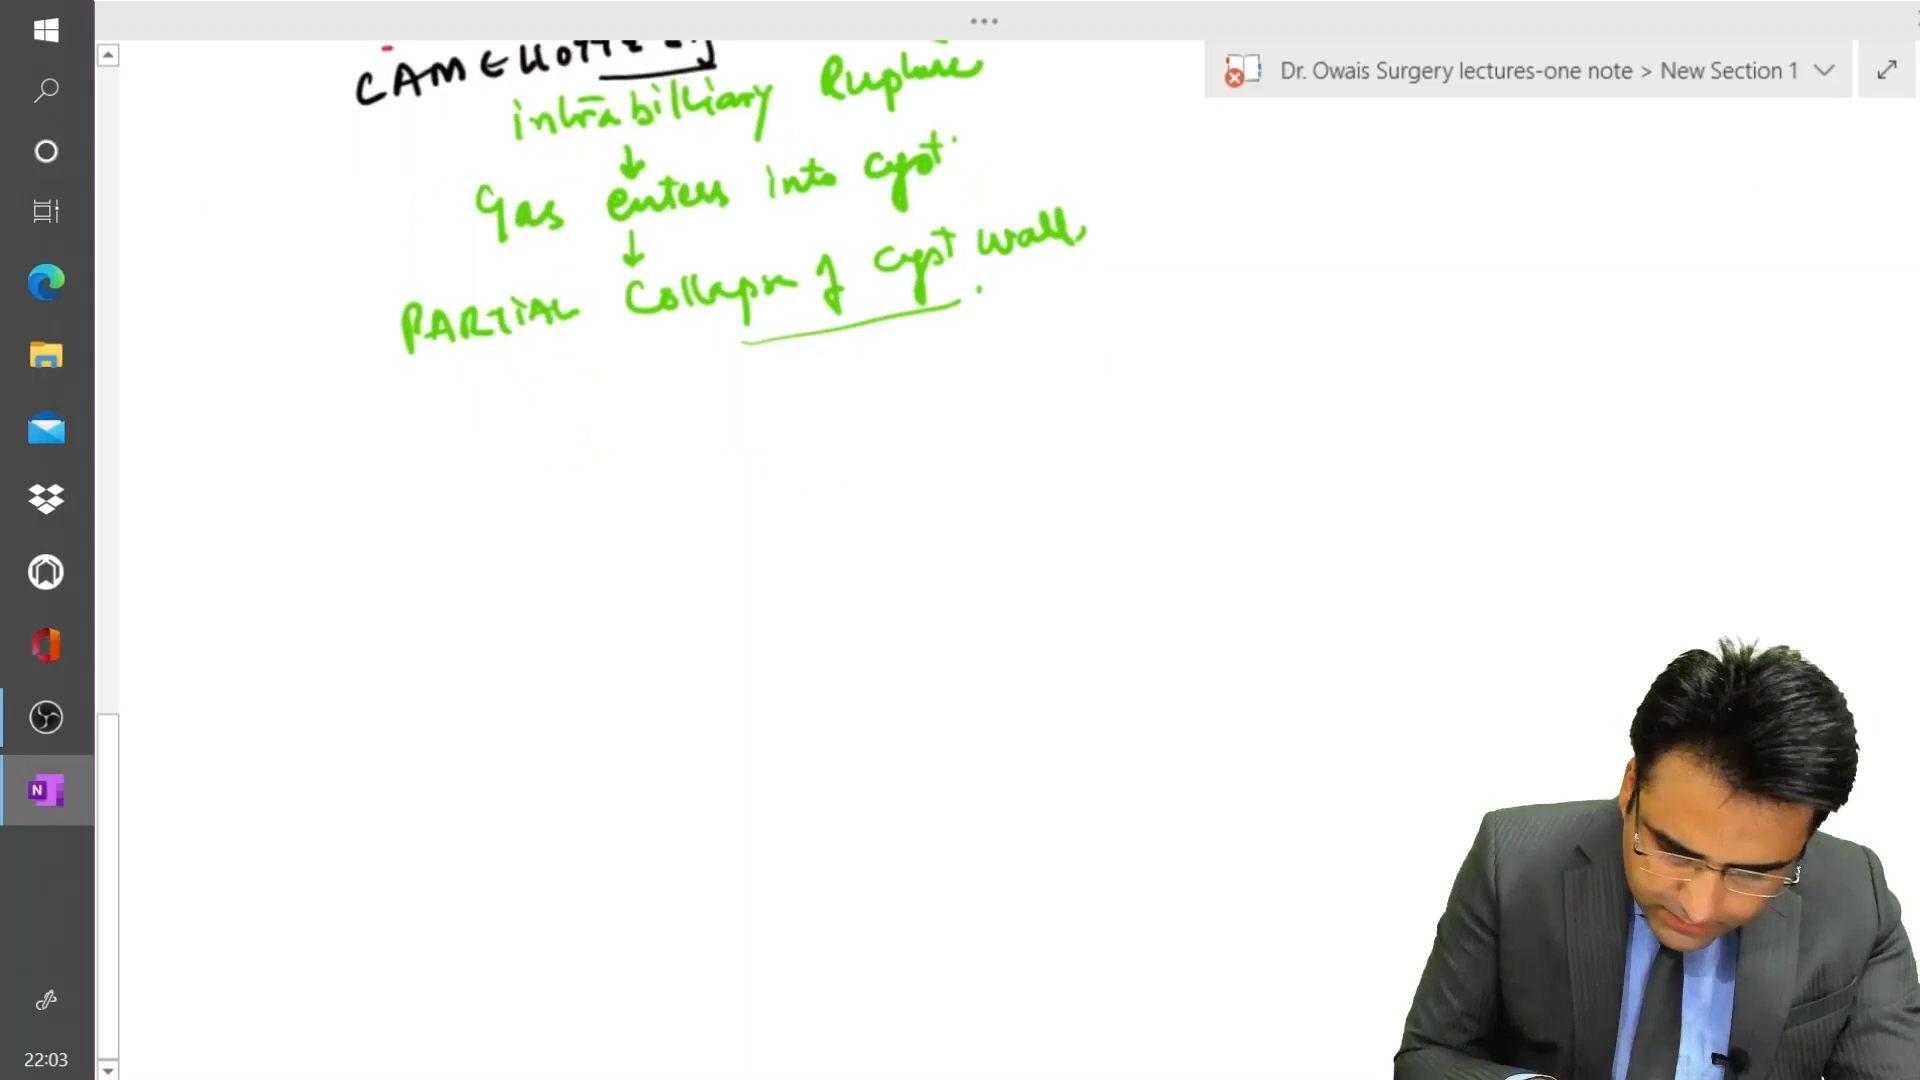 Dr. Owais Surgery lectures-one note > New Section 1
intrabilliary Rupture
Gas enters into cyst
PARTIAL Collapse of cyst wall
N
22:03